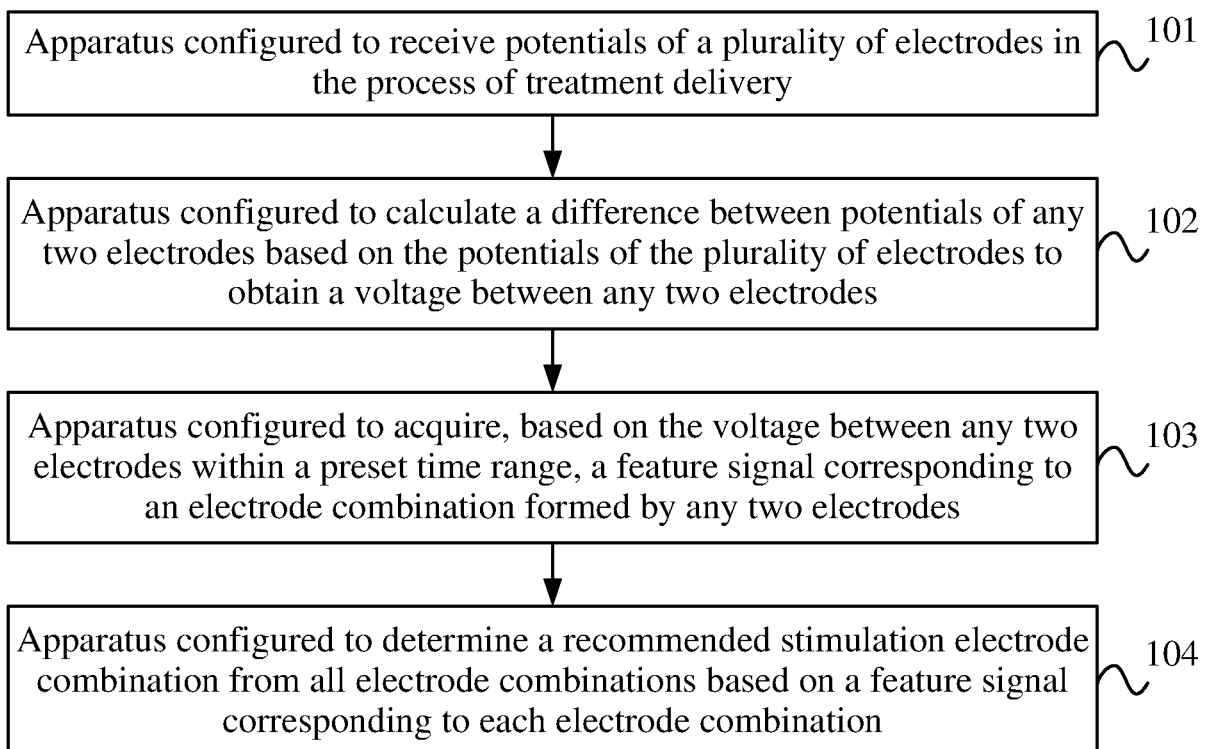 Apparatus configured to receive potentials of a plurality of electrodes in
the process of treatment delivery
101
Apparatus configured to calculate a difference between potentials of any
two electrodes based on the potentials of the plurality of electrodes to
obtain a voltage between any two electrodes
102
Apparatus configured to acquire, based on the voltage between any two
electrodes within a preset time range, a feature signal corresponding to
an electrode combination formed by any two electrodes
103
Apparatus configured to determine a recommended stimulation electrode
combination from all electrode combinations based on a feature signal
corresponding to each electrode combination
104